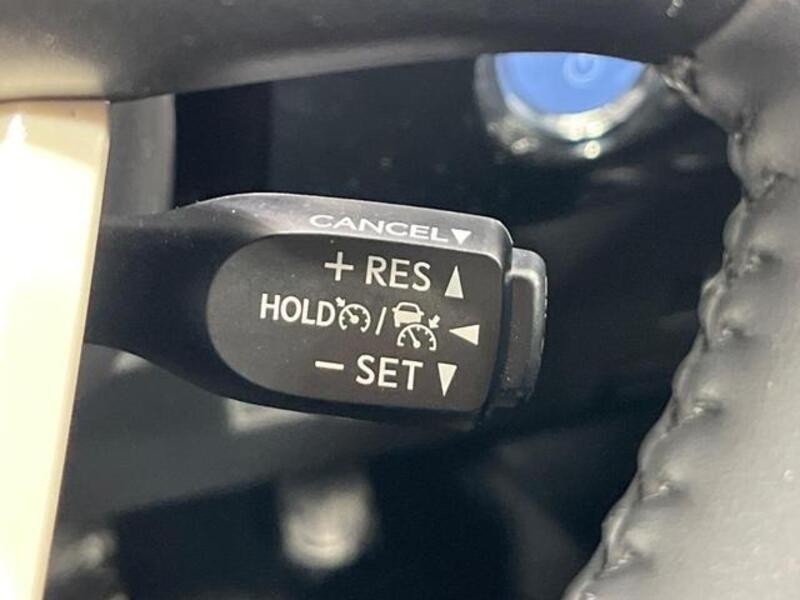 CANCEL▼
+ RES ▲
HOLD / ◀
− SET ▼